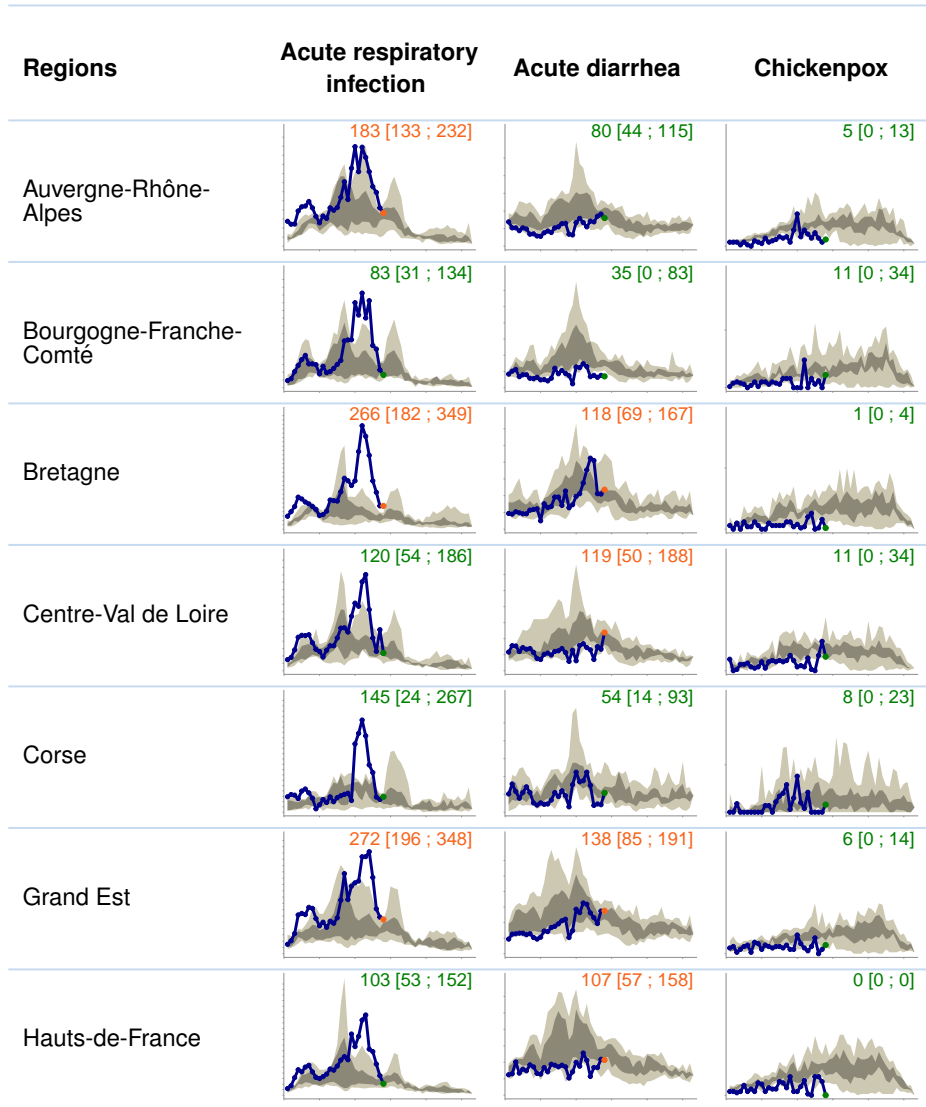 Regions
Acute respiratory
infection
Acute diarrhea
Chickenpox
183 [133 ; 232]
80 [44 ; 115]
5 [0 ; 13]
Auvergne-Rhône-
Alpes
83 [31 ; 134]
35 [0 ; 83]
11 [0 ; 34]
Bourgogne-Franche-
Comté
266 [182 ; 349]
118 [69 ; 167]
1 [0 ; 4]
Bretagne
120 [54 ; 186]
119 [50 ; 188]
11 [0 ; 34]
Centre-Val de Loire
145 [24 ; 267]
54 [14 ; 93]
8 [0 ; 23]
Corse
272 [196 ; 348]
138 [85 ; 191]
6 [0 ; 14]
Grand Est
103 [53 ; 152]
107 [57 ; 158]
0 [0 ; 0]
Hauts-de-France